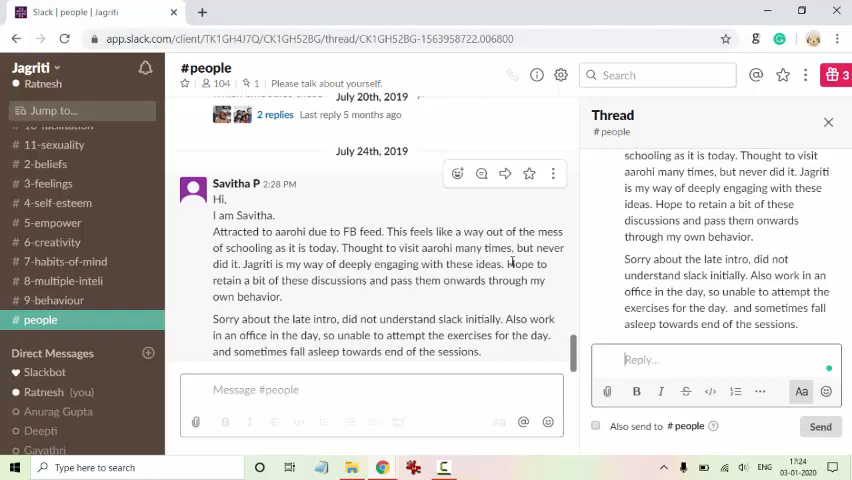 Slack | people | Jagriti
app.slack.com/client/TK1GH4J7Q/CK1GH52BG/thread/CK1GH52BG-1563958722.006800
Jagriti
Ratnesh
Jump to...
# 11-sexuality
# 2-beliefs
# 3-feelings
# 4-self-esteem
# 5-empower
# 6-creativity
# 7-habits-of-mind
# 8-multiple-inteli
# 9-behaviour
# people
Direct Messages
Slackbot
Ratnesh (you)
Anurag Gupta
Deepti
Gayathri
#people
104
1
Please talk about yourself.
Search
3
July 20th, 2019
2 replies Last reply 5 months ago
July 24th, 2019
Savitha P 2:28 PM
Hi,
I am Savitha.
Attracted to aarohi due to FB feed. This feels like a way out of the mess
of schooling as it is today. Thought to visit aarohi many times, but never
did it. Jagriti is my way of deeply engaging with these ideas. Hope to
retain a bit of these discussions and pass them onwards through my
own behavior.
Sorry about the late intro, did not understand slack initially. Also work
in an office in the day, so unable to attempt the exercises for the day.
and sometimes fall asleep towards end of the sessions.
Message #people
Aa
Thread
# people
schooling as it is today. Thought to visit
aarohi many times, but never did it. Jagriti
is my way of deeply engaging with these
ideas. Hope to retain a bit of these
discussions and pass them onwards
through my own behavior.
Sorry about the late intro, did not
understand slack initially. Also work in an
office in the day, so unable to attempt the
exercises for the day. and sometimes fall
asleep towards end of the sessions.
Reply...
B I S Aa
Also send to # people
Send
Type here to search
ENG
17:24
03-01-2020